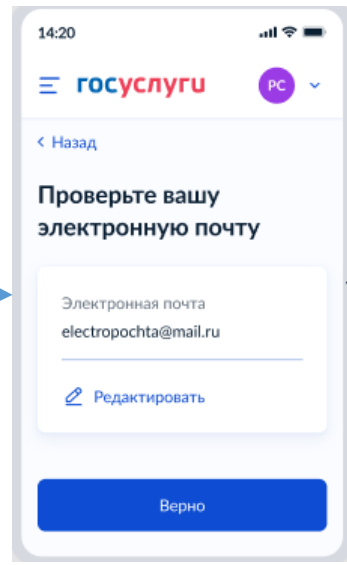 14:20
госуслуги
РС
Назад
Проверьте вашу
электронную почту
Электронная почта
electropochta@mail.ru
Редактировать
Верно